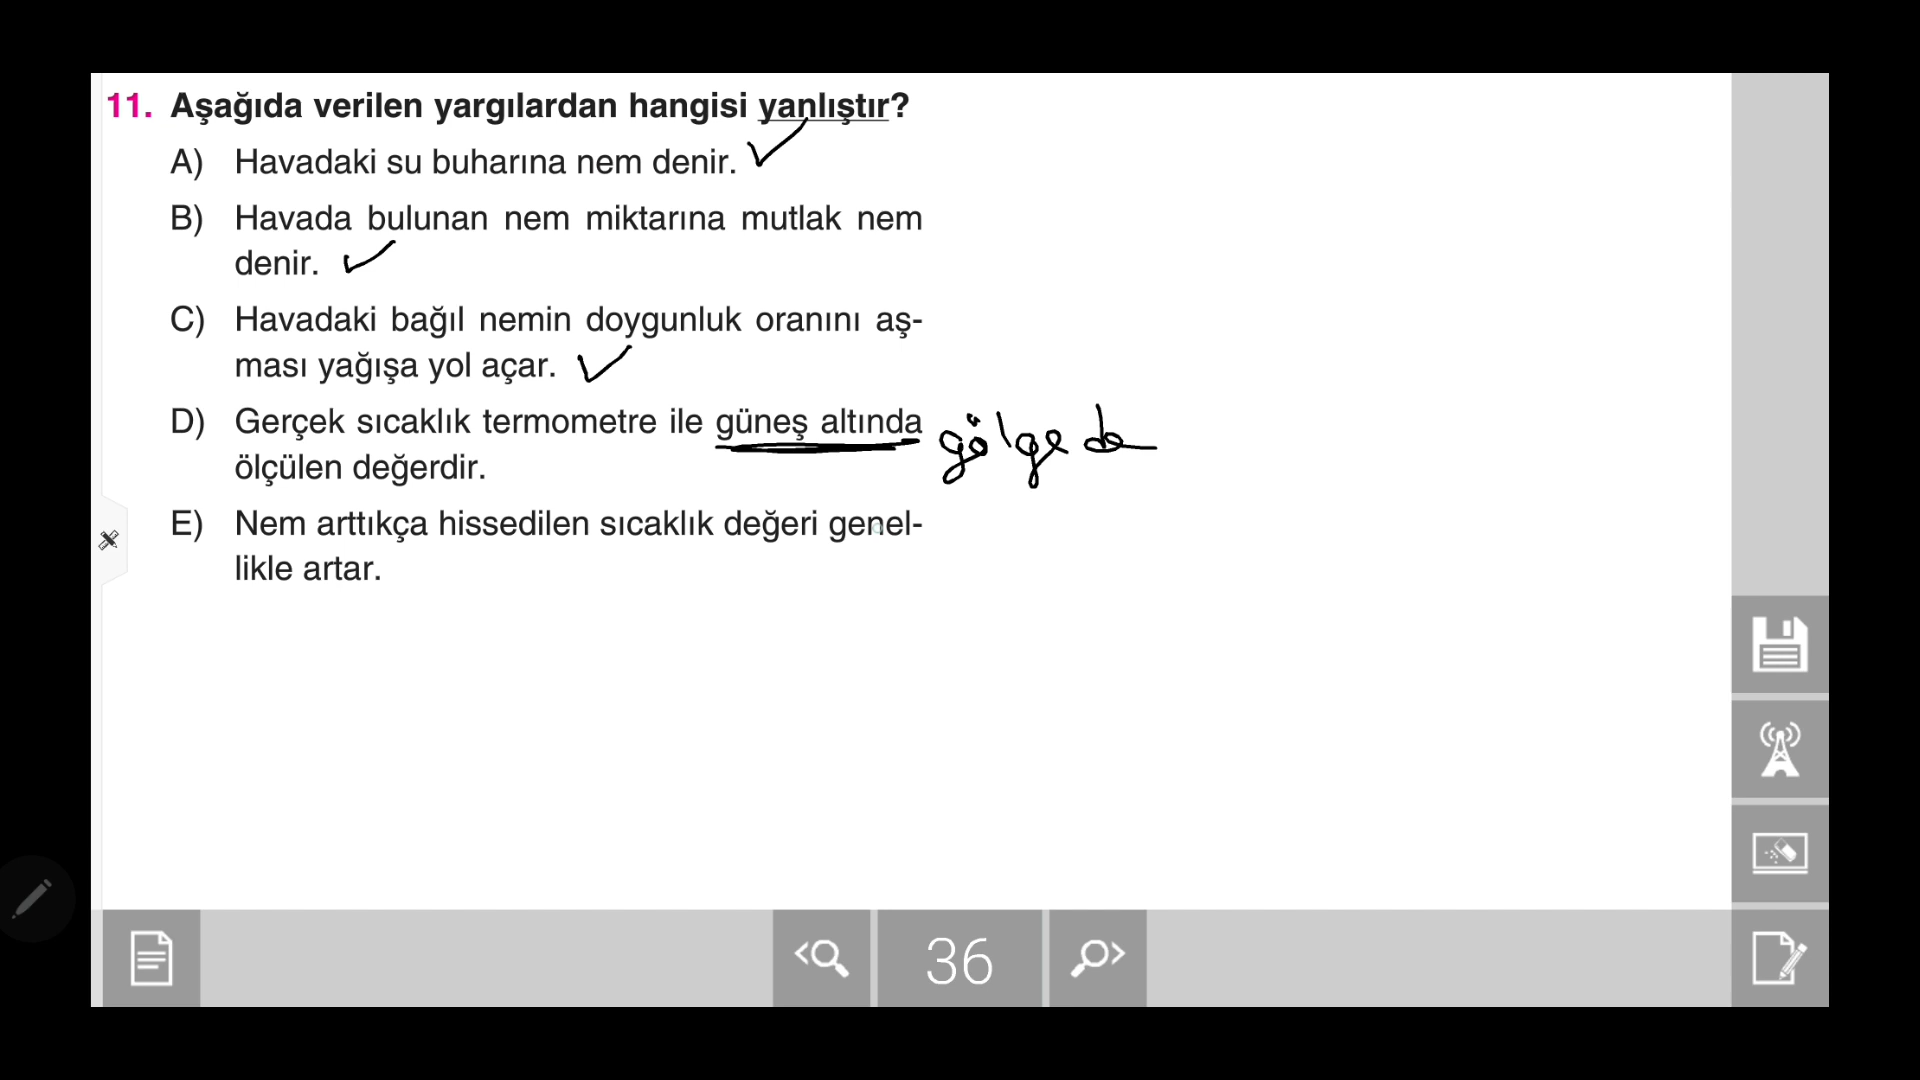 11. Aşağıda verilen yargılardan hangisi yanlıştır?
A) Havadaki su buharına nem denir.
B) Havada bulunan nem miktarına mutlak nem
denir.
C) Havadaki bağıl nemin doygunluk oranını aş-
ması yağışa yol açar.
D) Gerçek sıcaklık termometre ile güneş altında gölgede
ölçülen değerdir.
E) Nem arttıkça hissedilen sıcaklık değeri genel-
likle artar.
36